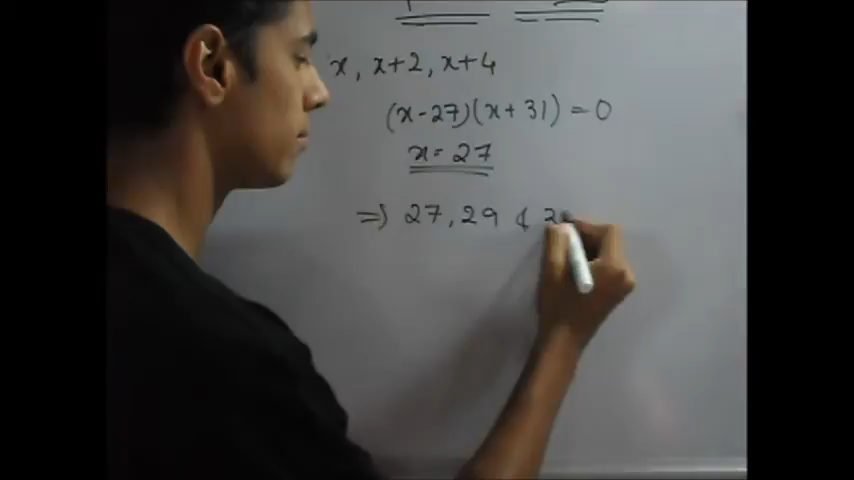 x, x+2, x+4
(x-27)(x+31) = 0
x = 27
=> 27, 29 &